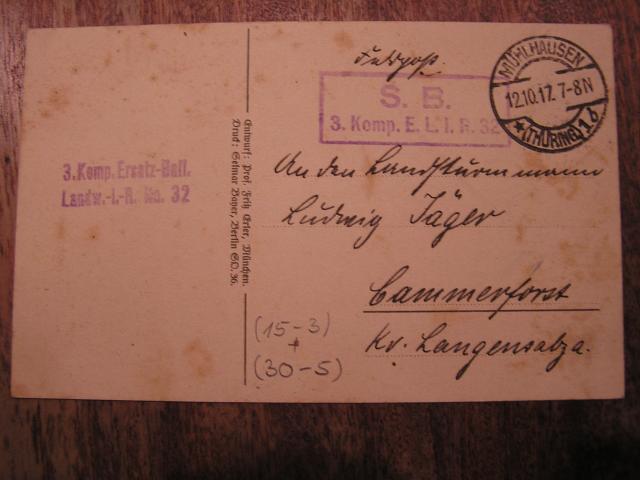 Feldpost.
MÜHLHAUSEN
12.10.17. 7-8 N
* (THÜRING) 1 d
S. B.
3. Komp. E. L. I. R. 32
3. Komp. Ersatz-Batl.
Landw.-I.-R. No. 32
Entwurf: Prof. Fritz Erler, München.
Druck: Selmar Bayer, Berlin SO. 36.
An den Landsturmmann
Ludwig Jäger
Cammerforst
Kr. Langensalza.
(15-3)
+
(30-5)